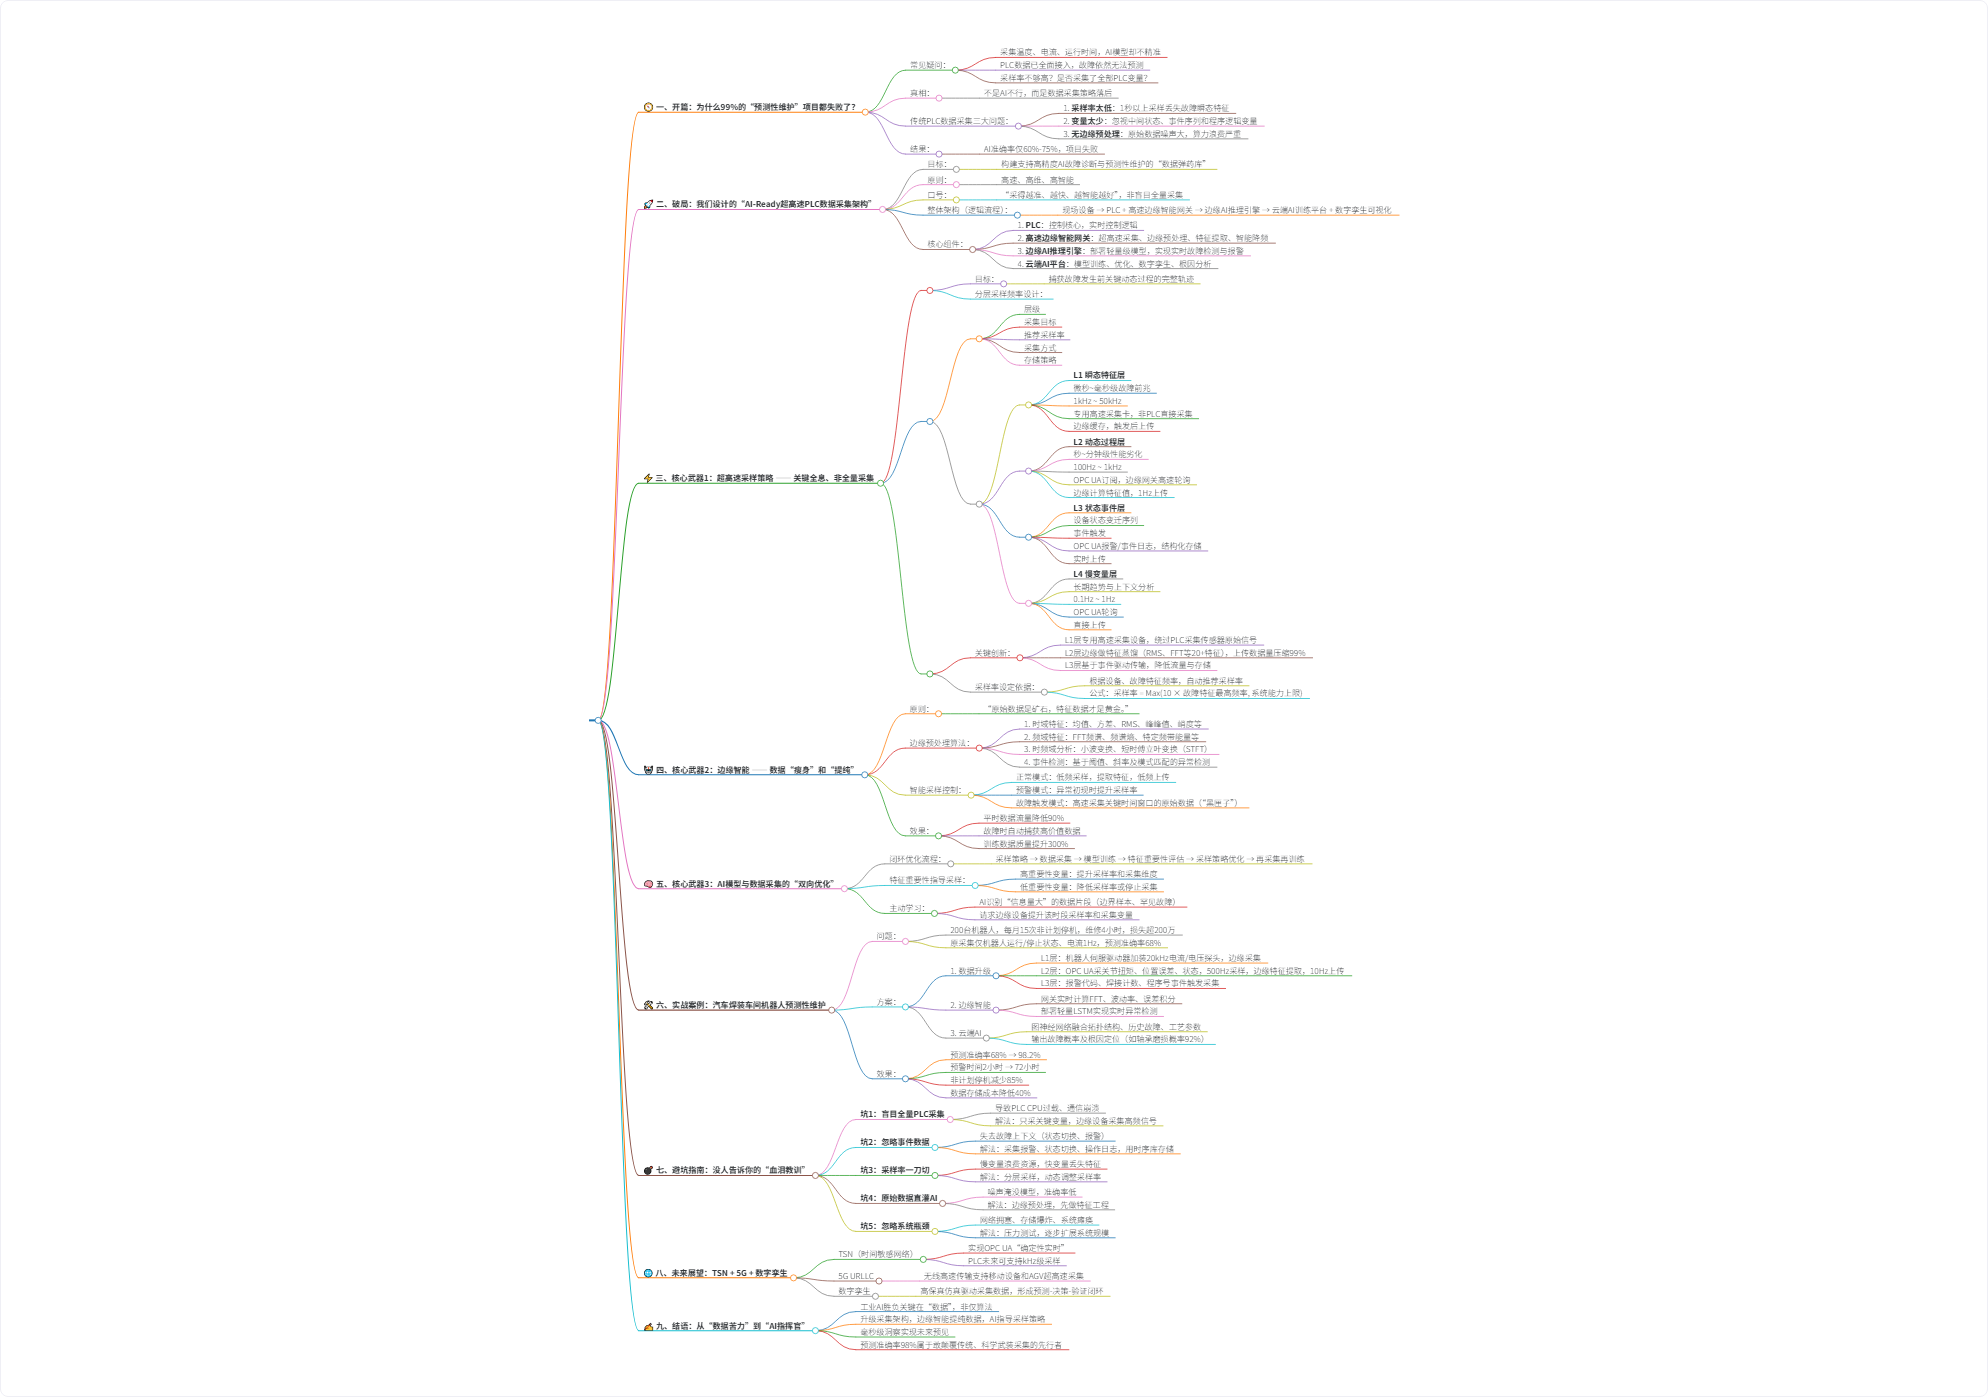 🕐 一、开篇：为什么99%的“预测性维护”项目都失败了？
常见疑问：
采集温度、电流、运行时间，AI模型却不精准
PLC数据已全面接入，故障依然无法预测
采样率不够高？是否采集了全部PLC变量？
真相：
不是AI不行，而是数据采集策略落后
传统PLC数据采集三大问题：
1. 采样率太低：1秒以上采样丢失故障瞬态特征
2. 变量太少：忽视中间状态、事件序列和程序逻辑变量
3. 无边缘预处理：原始数据噪声大，算力浪费严重
结果：
AI准确率仅60%-75%，项目失败
🚀 二、破局：我们设计的“AI-Ready超高速PLC数据采集架构”
目标：
构建支持高精度AI故障诊断与预测性维护的“数据弹药库”
原则：
高速、高维、高智能
口号：
“采得越准、越快、越智能越好”，非盲目全量采集
整体架构（逻辑流程）：
现场设备 → PLC + 高速边缘智能网关 → 边缘AI推理引擎 → 云端AI训练平台 + 数字孪生可视化
核心组件：
1. PLC：控制核心，实时控制逻辑
2. 高速边缘智能网关：超高速采集、边缘预处理、特征提取、智能降频
3. 边缘AI推理引擎：部署轻量级模型，实现实时故障检测与报警
4. 云端AI平台：模型训练、优化、数字孪生、根因分析
⚡ 三、核心武器1：超高速采样策略 —— 关键全息、非全量采集
目标：
捕获故障发生前关键动态过程的完整轨迹
分层采样频率设计：
层级
采集目标
推荐采样率
采集方式
存储策略
L1 瞬态特征层
微秒~毫秒级故障前兆
1kHz ~ 50kHz
专用高速采集卡，非PLC直接采集
边缘缓存，触发后上传
L2 动态过程层
秒~分钟级性能劣化
100Hz ~ 1kHz
OPC UA订阅，边缘网关高速轮询
边缘计算特征值，1Hz上传
L3 状态事件层
设备状态变迁序列
事件触发
OPC UA报警/事件日志，结构化存储
实时上传
L4 慢变量层
长期趋势与上下文分析
0.1Hz ~ 1Hz
OPC UA轮询
直接上传
关键创新：
L1层专用高速采集设备，绕过PLC采集传感器原始信号
L2层边缘做特征蒸馏（RMS、FFT等20+特征），上传数据量压缩99%
L3层基于事件驱动传输，降低流量与存储
采样率设定依据：
根据设备、故障特征频率，自动推荐采样率
公式：采样率 = Max(10 × 故障特征最高频率, 系统能力上限)
四、核心武器2：边缘智能 —— 数据“瘦身”和“提纯”
原则：
“原始数据是矿石，特征数据才是黄金。”
边缘预处理算法：
1. 时域特征：均值、方差、RMS、峰峰值、峭度等
2. 频域特征：FFT频谱、频谱熵、特定频带能量等
3. 时频域分析：小波变换、短时傅立叶变换（STFT）
4. 事件检测：基于阈值、斜率及模式匹配的异常检测
智能采样控制：
正常模式：低频采样，提取特征，低频上传
预警模式：异常初现时提升采样率
故障触发模式：高速采集关键时间窗口的原始数据（“黑匣子”）
效果：
平时数据流量降低90%
故障时自动捕获高价值数据
训练数据质量提升300%
🧠 五、核心武器3：AI模型与数据采集的“双向优化”
闭环优化流程：
采样策略 → 数据采集 → 模型训练 → 特征重要性评估 → 采样策略优化 → 再采集再训练
特征重要性指导采样：
高重要性变量：提升采样率和采集维度
低重要性变量：降低采样率或停止采集
主动学习：
AI识别“信息量大”的数据片段（边界样本、罕见故障）
请求边缘设备提升该时段采样率和采集变量
🛠 六、实战案例：汽车焊装车间机器人预测性维护
问题：
200台机器人，每月15次非计划停机，维修4小时，损失超200万
原采集仅机器人运行/停止状态、电流1Hz，预测准确率68%
方案：
1. 数据升级
L1层：机器人伺服驱动器加装20kHz电流/电压探头，边缘采集
L2层：OPC UA采关节扭矩、位置误差、状态，500Hz采样，边缘特征提取，10Hz上传
L3层：报警代码、焊接计数、程序号事件触发采集
2. 边缘智能
网关实时计算FFT、波动率、误差积分
部署轻量LSTM实现实时异常检测
3. 云端AI
图神经网络融合拓扑结构、历史故障、工艺参数
输出故障概率及根因定位（如轴承磨损概率92%）
效果：
预测准确率68% → 98.2%
预警时间2小时 → 72小时
非计划停机减少85%
数据存储成本降低40%
💣 七、避坑指南：没人告诉你的“血泪教训”
坑1：盲目全量PLC采集
导致PLC CPU过载、通信崩溃
解法：只采关键变量，边缘设备采集高频信号
坑2：忽略事件数据
失去故障上下文（状态切换、报警）
解法：采集报警、状态切换、操作日志，用时序库存储
坑3：采样率一刀切
慢变量浪费资源，快变量丢失特征
解法：分层采样，动态调整采样率
坑4：原始数据直灌AI
噪声淹没模型，准确率低
解法：边缘预处理，先做特征工程
坑5：忽略系统瓶颈
网络拥塞、存储爆炸、系统瘫痪
解法：压力测试，逐步扩展系统规模
🌐 八、未来展望：TSN + 5G + 数字孪生
TSN（时间敏感网络）
实现OPC UA“确定性实时”
PLC未来可支持kHz级采样
5G URLLC
无线高速传输支持移动设备和AGV超高速采集
数字孪生
高保真仿真驱动采集数据，形成预测-决策-验证闭环
九、结语：从“数据苦力”到“AI指挥官”
工业AI胜负关键在“数据”，非仅算法
升级采集架构，边缘智能提纯数据，AI指导采样策略
毫秒级洞察实现未来预见
预测准确率98%属于敢颠覆传统、科学武装采集的先行者